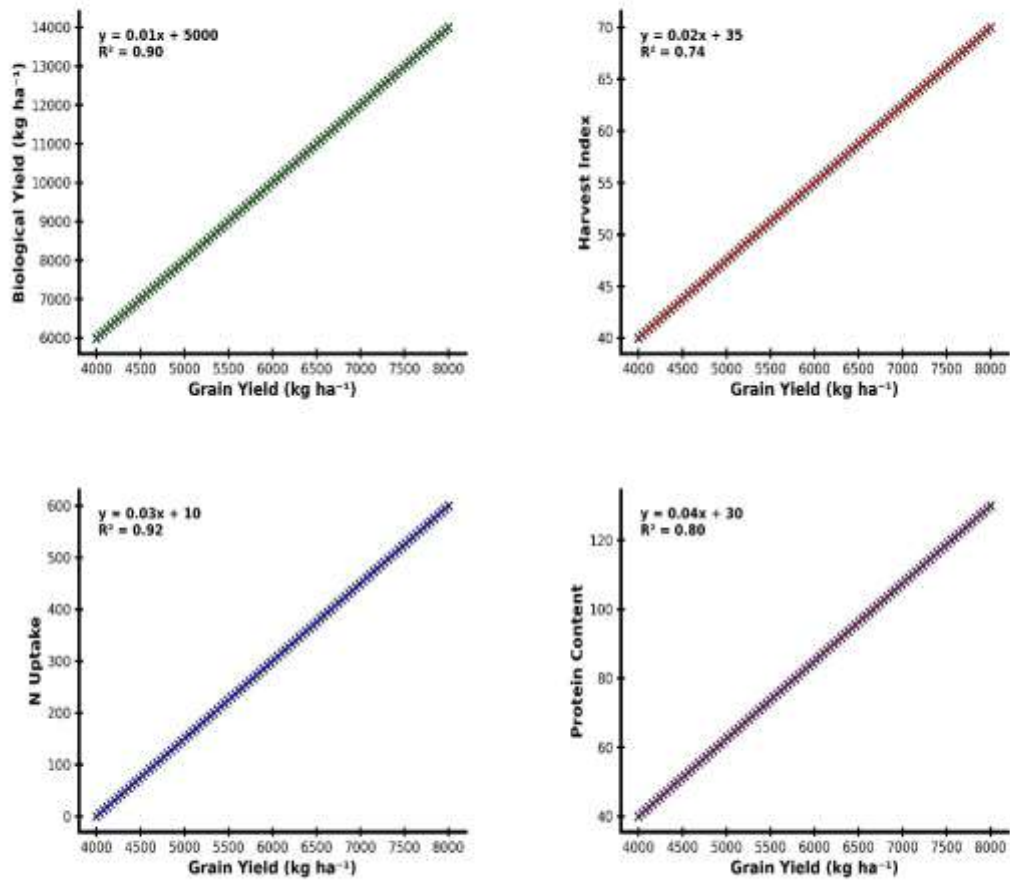 y = 0.01x + 5000
R² = 0.90
14000
13000
12000
11000
10000
9000
8000
7000
6000
Biological Yield (kg ha⁻¹)
4000 4500 5000 5500 6000 6500 7000 7500 8000
Grain Yield (kg ha⁻¹)
y = 0.02x + 35
R² = 0.74
70
65
60
55
50
45
40
Harvest Index
4000 4500 5000 5500 6000 6500 7000 7500 8000
Grain Yield (kg ha⁻¹)
y = 0.03x + 10
R² = 0.92
600
500
400
300
200
100
0
N Uptake
4000 4500 5000 5500 6000 6500 7000 7500 8000
Grain Yield (kg ha⁻¹)
y = 0.04x + 30
R² = 0.80
120
100
80
60
40
Protein Content
4000 4500 5000 5500 6000 6500 7000 7500 8000
Grain Yield (kg ha⁻¹)